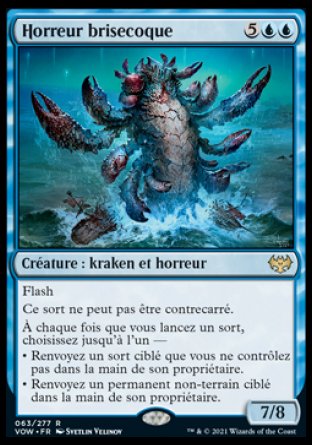 Horreur brisecoque 5
Créature : kraken et horreur
Flash
Ce sort ne peut pas être contrecarré.
À chaque fois que vous lancez un sort,
choisissez jusqu'à l'un —
• Renvoyez un sort ciblé que vous ne contrôlez
pas dans la main de son propriétaire.
• Renvoyez un permanent non-terrain ciblé
dans la main de son propriétaire.
7/8
063/277 R
VOW • FR Svetlin Velinov
™ & © 2021 Wizards of the Coast